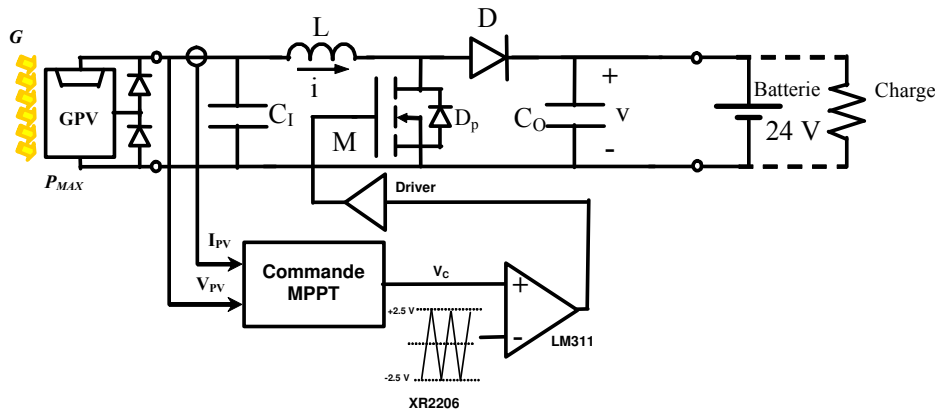 G
L
D
i
GPV
C_I
M
D_p
C_O
+
v
-
Batterie
24 V
Charge
P_MAX
Driver
I_PV
V_PV
Commande
MPPT
V_C
+
-
LM311
+2.5 V
-2.5 V
XR2206